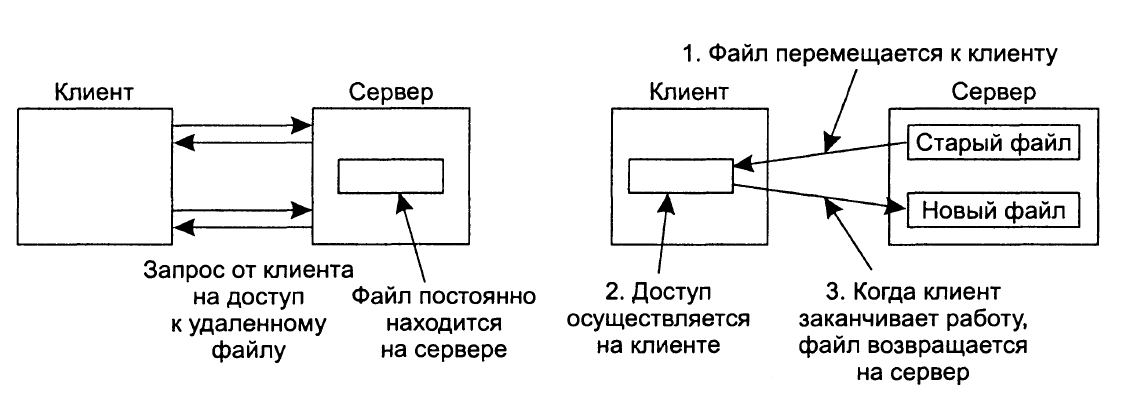 Клиент
Сервер
Запрос от клиента
на доступ
к удаленному
файлу
Файл постоянно
находится
на сервере
1. Файл перемещается к клиенту
Клиент
Сервер
Старый файл
Новый файл
2. Доступ
осуществляется
на клиенте
3. Когда клиент
заканчивает работу,
файл возвращается
на сервер